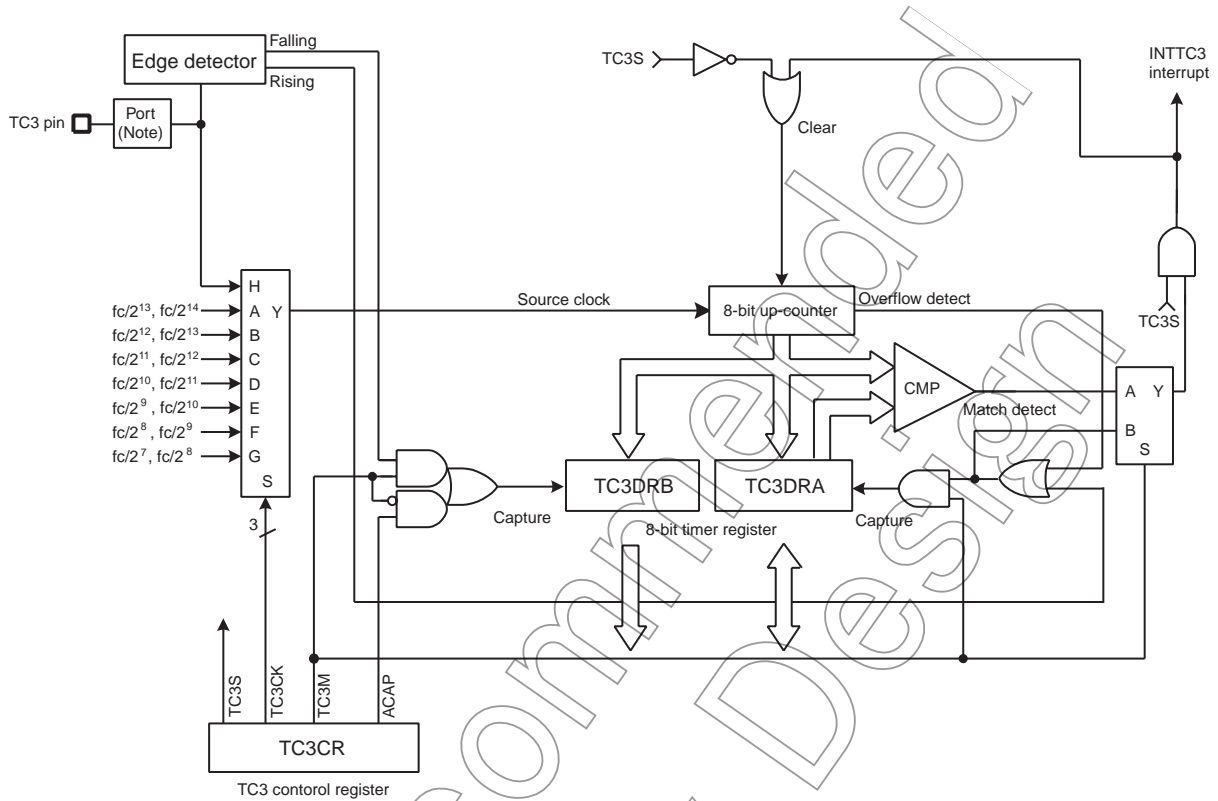 Edge detector
Falling
Rising
TC3 pin
Port
(Note)
TC3S
Clear
INTTC3
interrupt
TC3S
H
fc/2¹³, fc/2¹⁴
A
Y
fc/2¹², fc/2¹³
B
fc/2¹¹, fc/2¹²
C
fc/2¹⁰, fc/2¹¹
D
fc/2⁹, fc/2¹⁰
E
fc/2⁸, fc/2⁹
F
fc/2⁷, fc/2⁸
G
S
3
Source clock
8-bit up-counter
Overflow detect
CMP
Match detect
A
Y
B
S
Capture
TC3DRB
TC3DRA
Capture
8-bit timer register
TC3S
TC3CK
TC3M
ACAP
TC3CR
TC3 contorol register